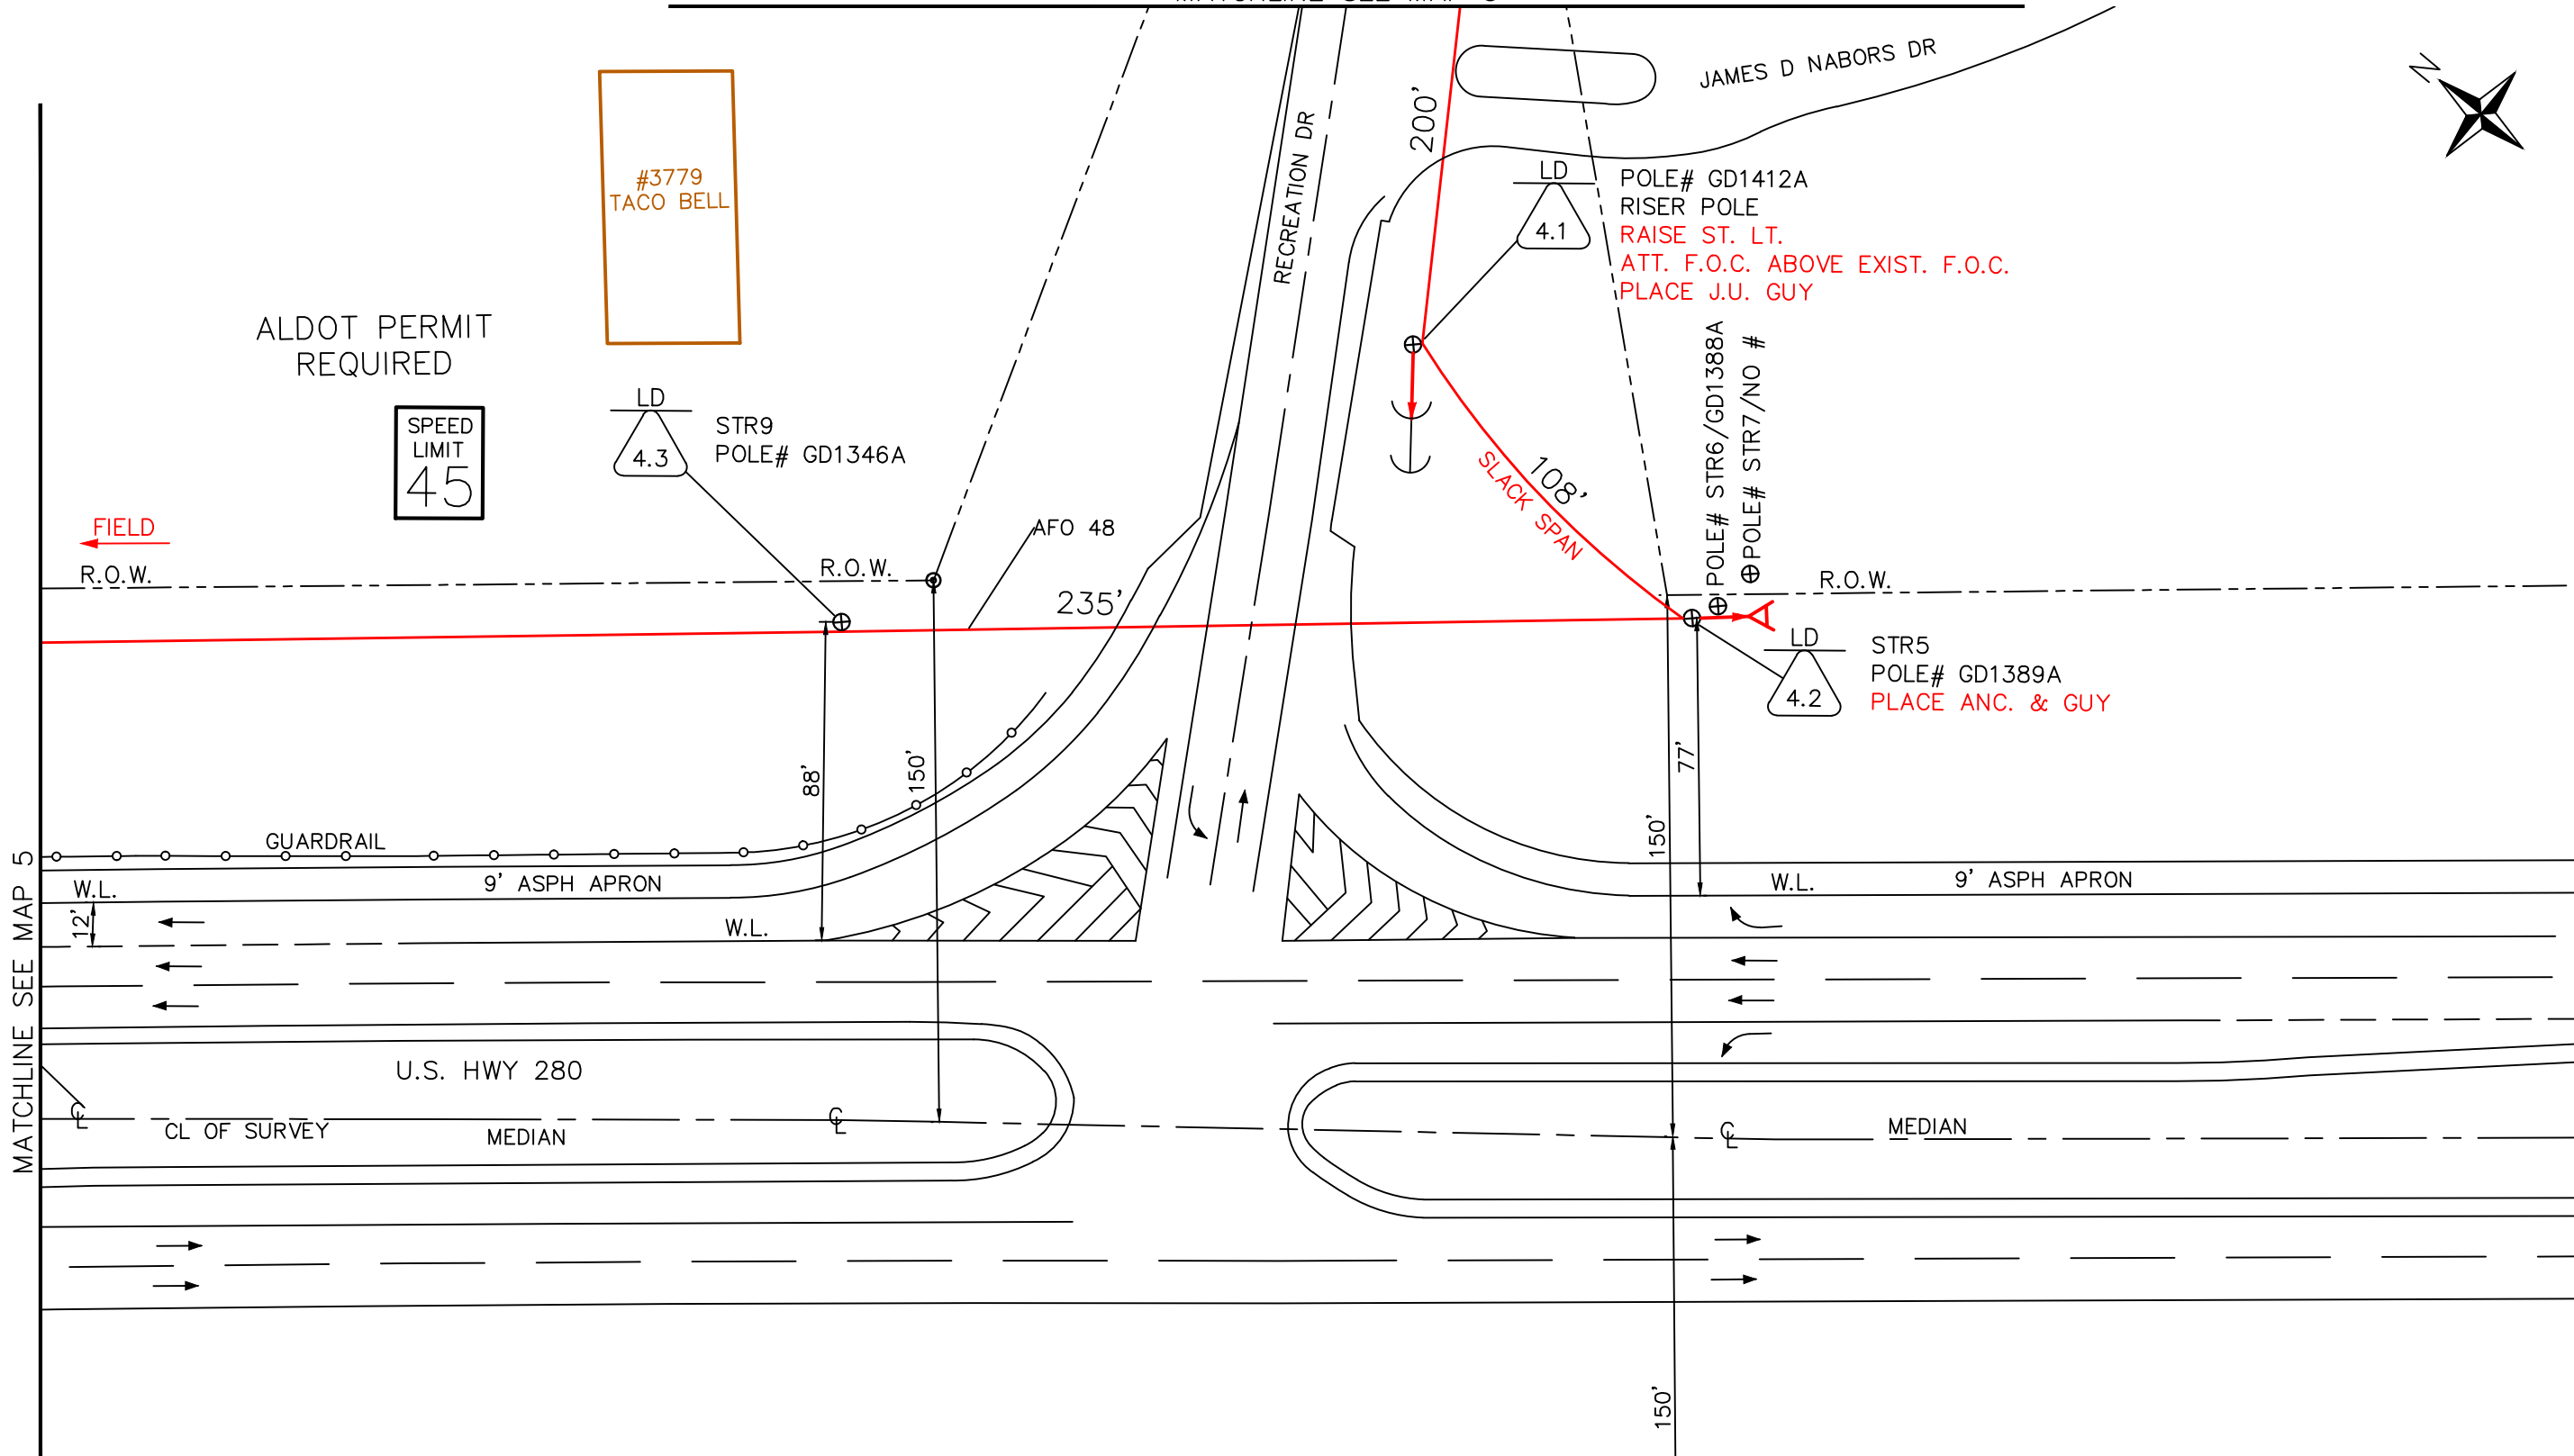 JAMES D NABORS DR
N
200'
RECREATION DR
#3779
TACO BELL
LD
4.1
POLE# GD1412A
RISER POLE
RAISE ST. LT.
ATT. F.O.C. ABOVE EXIST. F.O.C.
PLACE J.U. GUY
ALDOT PERMIT
REQUIRED
SPEED
LIMIT
45
LD
4.3
STR9
POLE# GD1346A
108'
SLACK SPAN
POLE# STR6/GD1388A
POLE# STR7/NO #
FIELD
R.O.W.
R.O.W.
AFO 48
235'
R.O.W.
LD
4.2
STR5
POLE# GD1389A
PLACE ANC. & GUY
88'
150'
150'
77'
GUARDRAIL
W.L.
9' ASPH APRON
W.L.
9' ASPH APRON
12'
W.L.
MATCHLINE SEE MAP 5
U.S. HWY 280
CL
CL OF SURVEY
MEDIAN
CL
CL
MEDIAN
150'